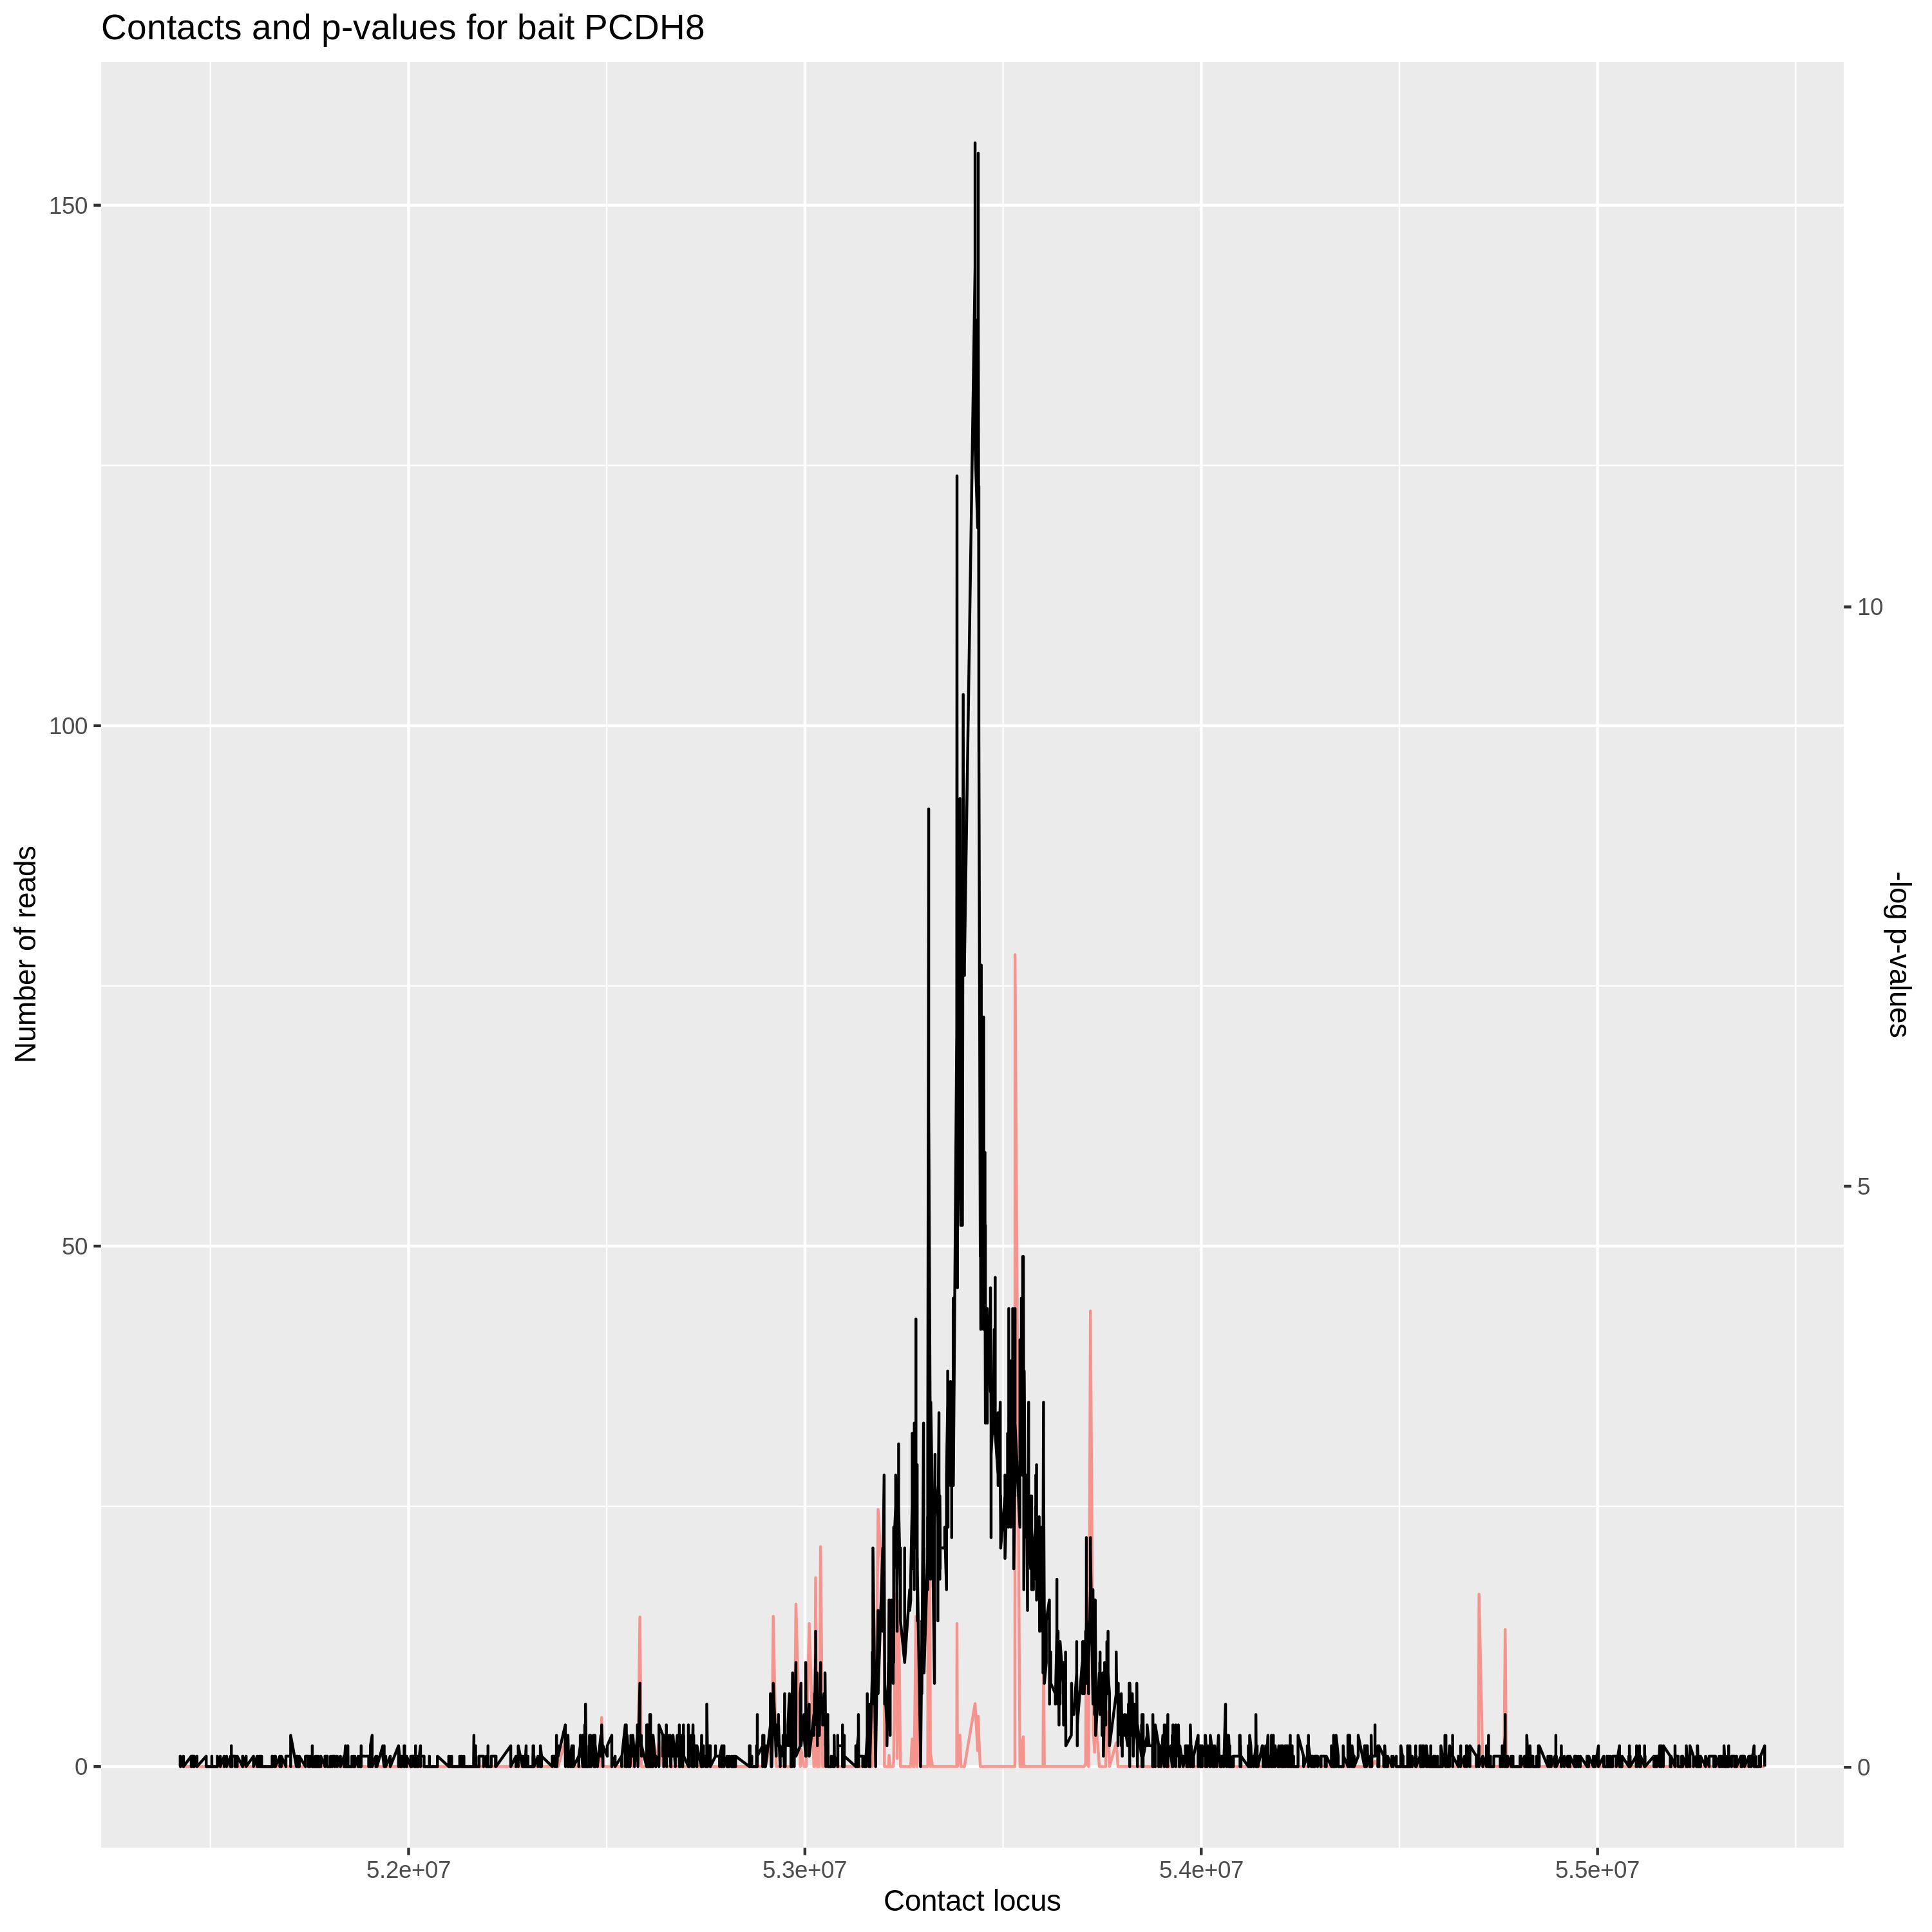 Contacts and p-values for bait PCDH8
150
100
50
0
Number of reads
10
5
0
-log p-values
5.2e+07 5.3e+07 5.4e+07 5.5e+07
Contact locus